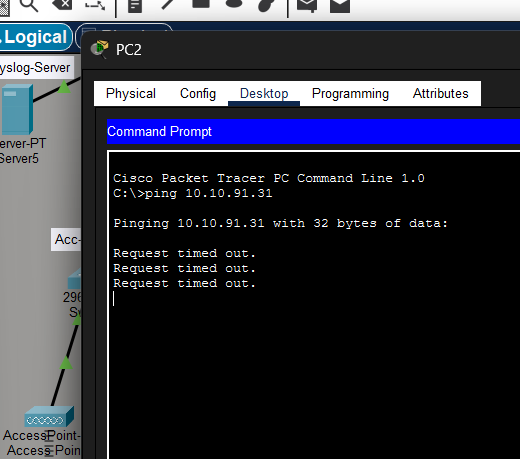 Logical
PC2
yslog-Server
Physical
Config
Desktop
Programming
Attributes
Command Prompt
Cisco Packet Tracer PC Command Line 1.0
C:\>ping 10.10.91.31
Pinging 10.10.91.31 with 32 bytes of data:
Request timed out.
Request timed out.
Request timed out.
erver-PT
Server5
Acc-
296
Sw
AccessPoint-
Access Poin